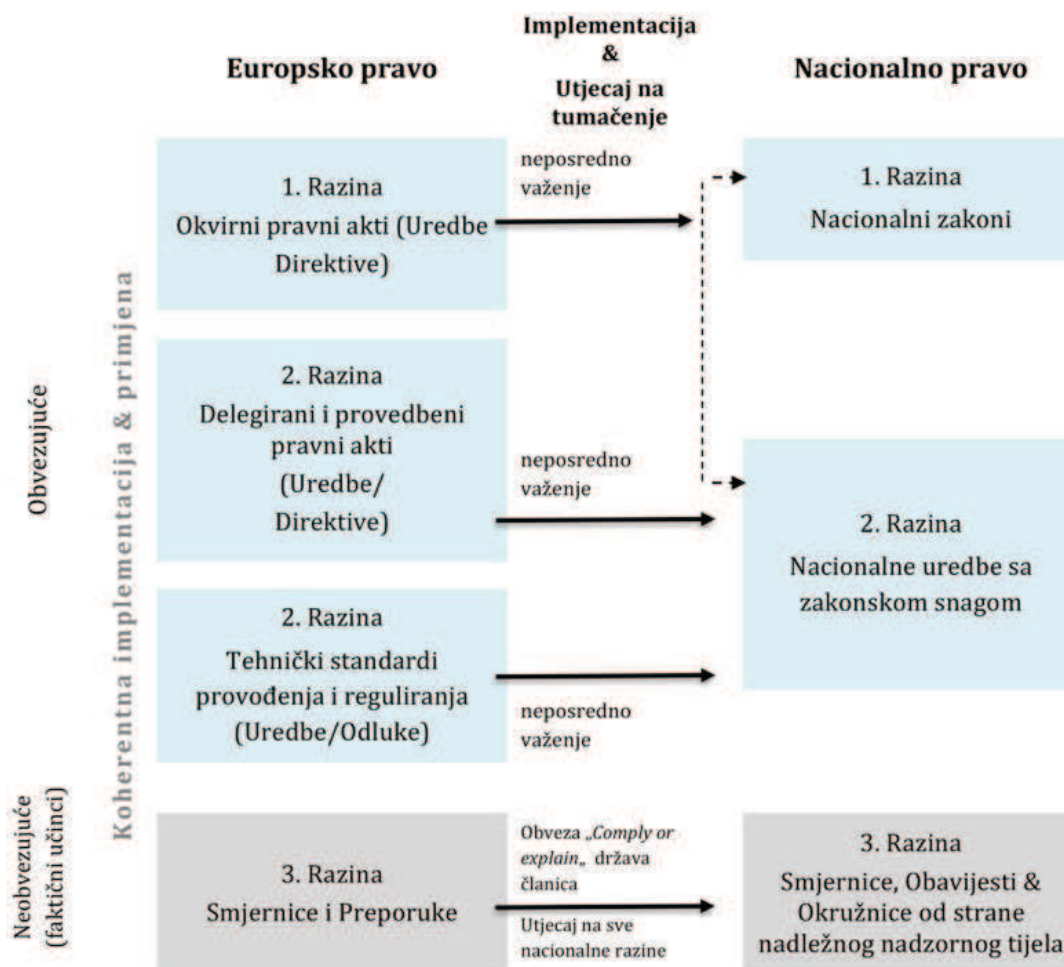 Europsko pravo
Implementacija
&
Utjecaj na
tumačenje
Nacionalno pravo
Obvezujuće
Neobvezujuće
(faktični učinci)
Koherentna implementacija & primjena
1. Razina
Okvirni pravni akti (Uredbe
Direktive)
neposredno
važenje
1. Razina
Nacionalni zakoni
2. Razina
Delegirani i provedbeni
pravni akti
(Uredbe/
Direktive)
neposredno
važenje
2. Razina
Nacionalne uredbe sa
zakonskom snagom
2. Razina
Tehnički standardi
provođenja i reguliranja
(Uredbe/Odluke)
neposredno
važenje
3. Razina
Smjernice i Preporuke
Obveza „Comply or
explain„ država
članica
Utjecaj na sve
nacionalne razine
3. Razina
Smjernice, Obavijesti &
Okružnice od strane
nadležnog nadzornog tijela